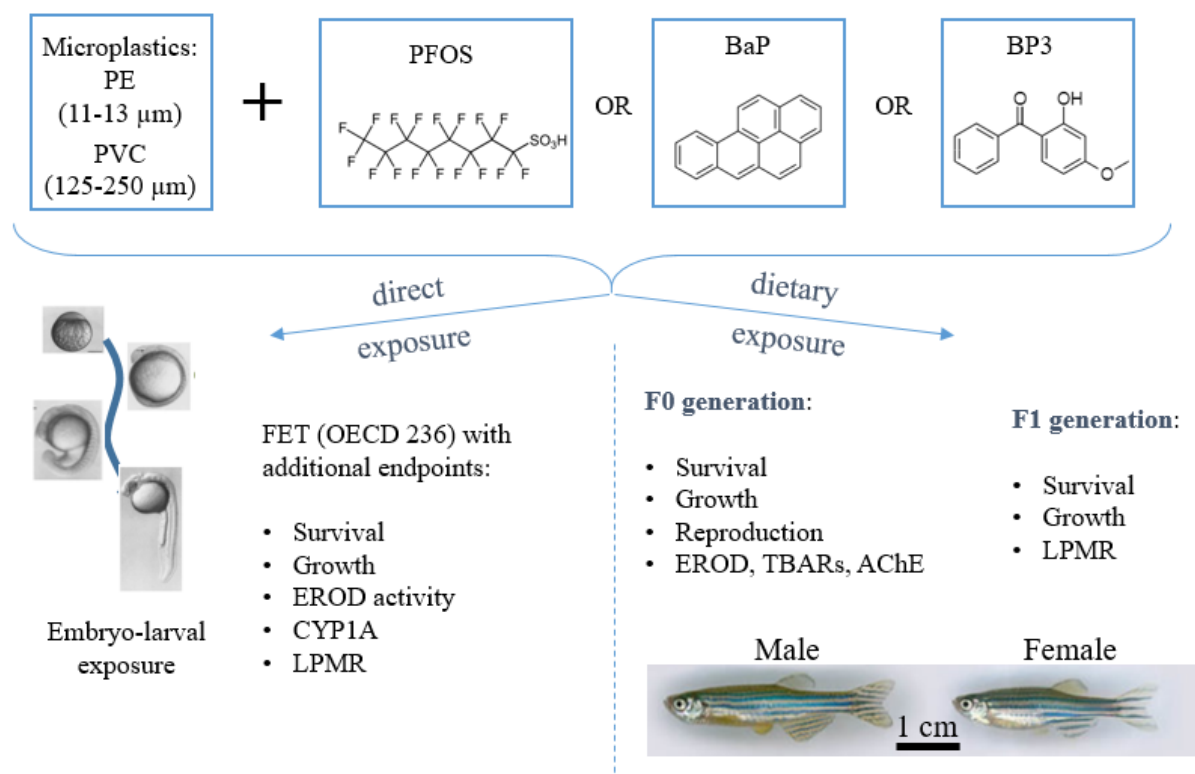 Microplastics:
PE
(11-13 µm)
PVC
(125-250 µm)
+
PFOS
F F F F F F F F
F
F
SO₃H
F F F F F F F
OR
BaP
OR
BP3
O
OH
O
direct
exposure
dietary
exposure
Embryo-larval
exposure
FET (OECD 236) with
additional endpoints:
• Survival
• Growth
• EROD activity
• CYP1A
• LPMR
F0 generation:
• Survival
• Growth
• Reproduction
• EROD, TBARs, AChE
F1 generation:
• Survival
• Growth
• LPMR
Male
Female
1 cm